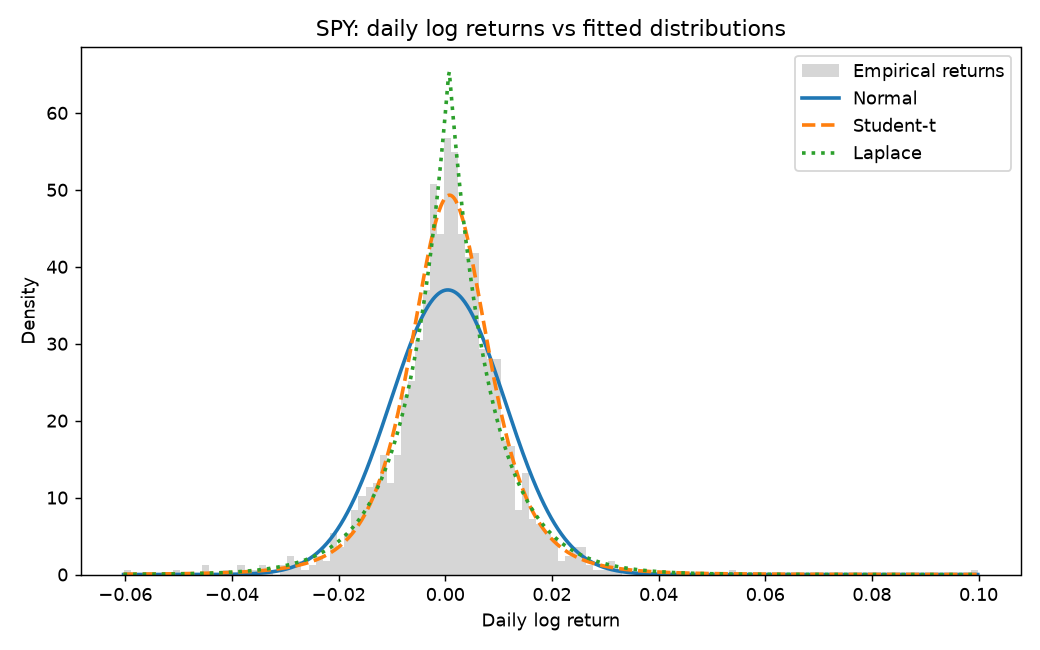 SPY: daily log returns vs fitted distributions
Empirical returns
Normal
Student-t
Laplace
Density
60
50
40
30
20
10
0
−0.06 −0.04 −0.02 0.00 0.02 0.04 0.06 0.08 0.10
Daily log return